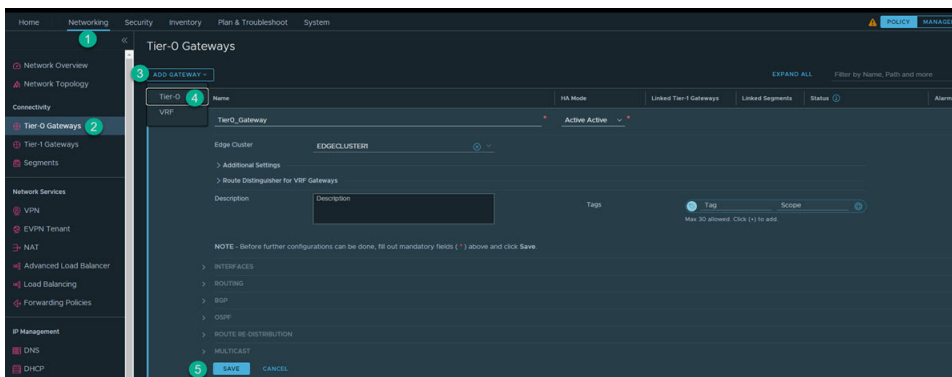 Home Networking Security Inventory Plan & Troubleshoot System POLICY MANAGER
1
Tier-0 Gateways
Network Overview
Network Topology
3 ADD GATEWAY EXPAND ALL Filter by Name, Path and more
Tier-0 4 Name HA Mode Linked Tier-1 Gateways Linked Segments Status Alarm
VRF
Connectivity
Tier-0 Gateways 2
Tier-1 Gateways
Segments
Tier0_Gateway * Active Active *
Edge Cluster EDGECLUSTER1
Additional Settings
Route Distinguisher for VRF Gateways
Description Description Tags Tag Scope
Max 30 allowed. Click (+) to add.
NOTE - Before further configurations can be done, fill out mandatory fields ( * ) above and click Save.
Network Services
VPN
EVPN Tenant
NAT
Advanced Load Balancer
Load Balancing
Forwarding Policies
INTERFACES
ROUTING
BGP
OSPF
ROUTE RE-DISTRIBUTION
MULTICAST
IP Management
DNS
DHCP
5 SAVE CANCEL